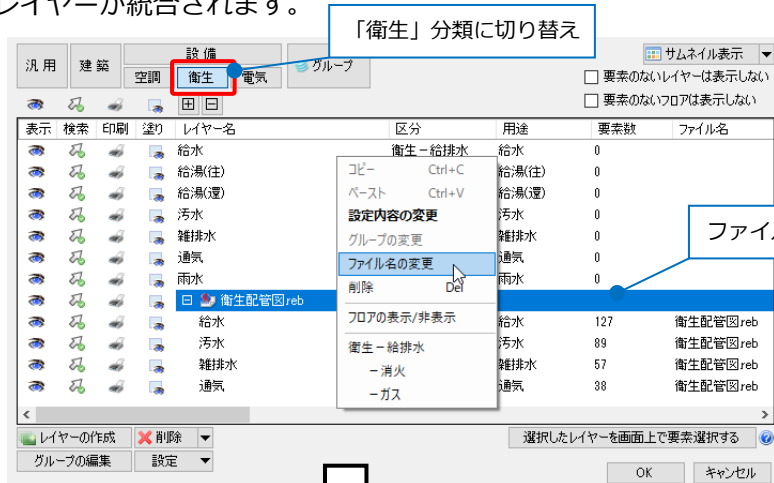 レイヤーが統合されます。
「衛生」分類に切り替え
汎用 建築 設備 空調 衛生 電気 グループ
サムネイル表示
要素のないレイヤーは表示しない
要素のないフロアは表示しない
表示 検索 印刷 塗り レイヤー名 区分 用途 要素数 ファイル名
給水 衛生－給排水 給水 0
給湯(往) 給湯(往) 0
給湯(還) 給湯(還) 0
汚水 汚水 0
雑排水 雑排水 0
通気 通気 0
雨水 雨水 0
衛生配管図.reb
給水 給水 127 衛生配管図.reb
汚水 汚水 89 衛生配管図.reb
雑排水 雑排水 57 衛生配管図.reb
通気 通気 38 衛生配管図.reb
コピー Ctrl+C
ペースト Ctrl+V
設定内容の変更
グループの変更
ファイル名の変更
削除 Del
フロアの表示/非表示
衛生－給排水
－消火
－ガス
レイヤーの作成 削除 選択したレイヤーを画面上で要素選択する
グループの編集 設定
OK キャンセル